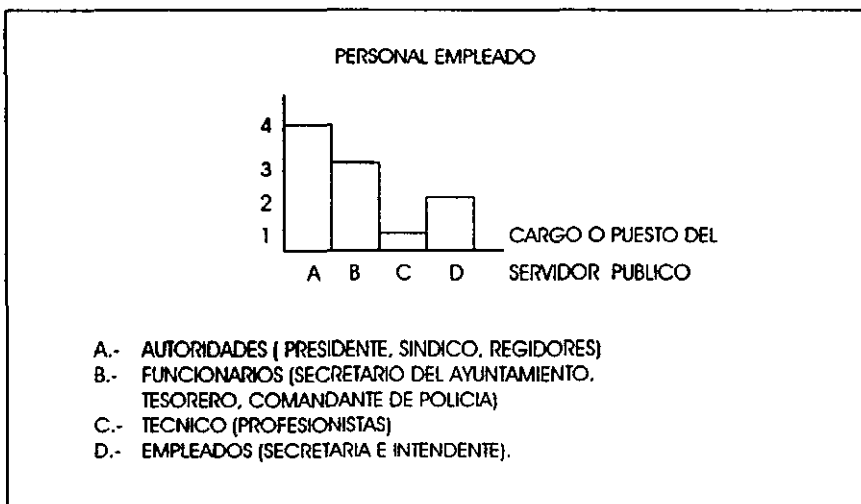 PERSONAL EMPLEADO
4
3
2
1
CARGO O PUESTO DEL
A B C D SERVIDOR PUBLICO
A.- AUTORIDADES ( PRESIDENTE, SINDICO, REGIDORES)
B.- FUNCIONARIOS (SECRETARIO DEL AYUNTAMIENTO,
TESORERO, COMANDANTE DE POLICIA)
C.- TECNICO (PROFESIONISTAS)
D.- EMPLEADOS (SECRETARIA E INTENDENTE).